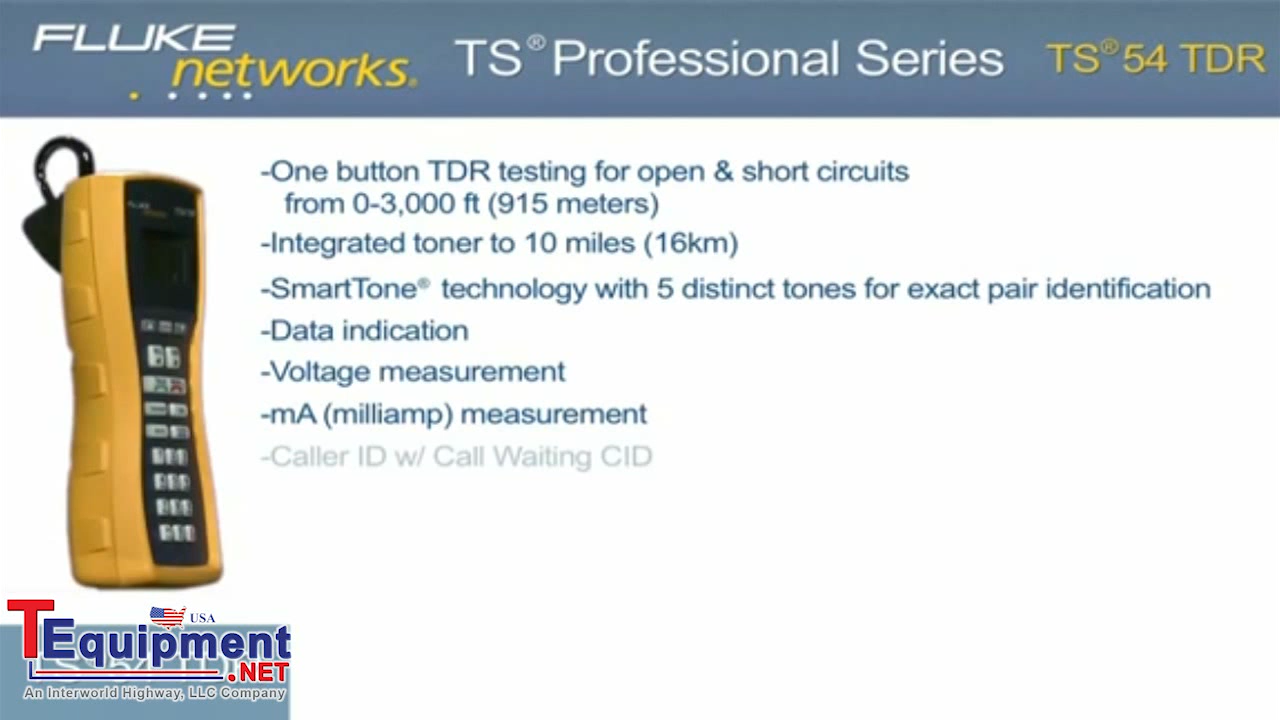 FLUKE
networks®
TS® Professional Series
TS® 54 TDR
-One button TDR testing for open & short circuits
from 0-3,000 ft (915 meters)
-Integrated toner to 10 miles (16km)
-SmartTone® technology with 5 distinct tones for exact pair identification
-Data indication
-Voltage measurement
-mA (milliamp) measurement
-Caller ID w/ Call Waiting CID
USA
TEquipment
.NET
An Interworld Highway, LLC Company